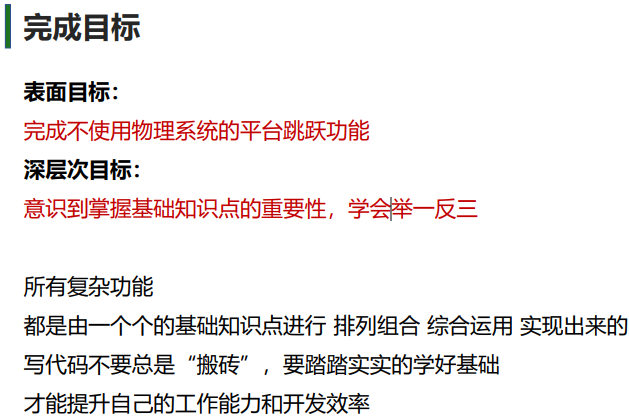 完成目标
表面目标：
完成不使用物理系统的平台跳跃功能
深层次目标：
意识到掌握基础知识点的重要性，学会举一反三
所有复杂功能
都是由一个个的基础知识点进行 排列组合 综合运用 实现出来的
写代码不要总是“搬砖”，要踏踏实实的学好基础
才能提升自己的工作能力和开发效率